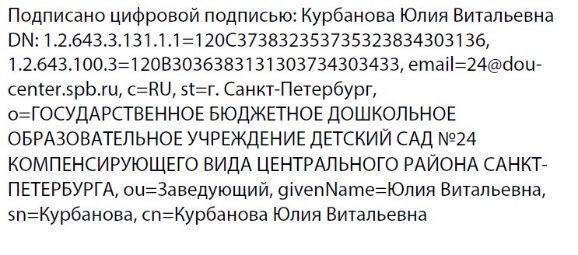 Подписано цифровой подписью: Курбанова Юлия Витальевна
DN: 1.2.643.3.131.1.1=120C373832353735323834303136,
1.2.643.100.3=120B3036383131303734303433, email=24@dou-
center.spb.ru, c=RU, st=г. Санкт-Петербург,
o=ГОСУДАРСТВЕННОЕ БЮДЖЕТНОЕ ДОШКОЛЬНОЕ
ОБРАЗОВАТЕЛЬНОЕ УЧРЕЖДЕНИЕ ДЕТСКИЙ САД №24
КОМПЕНСИРУЮЩЕГО ВИДА ЦЕНТРАЛЬНОГО РАЙОНА САНКТ-
ПЕТЕРБУРГА, ou=Заведующий, givenName=Юлия Витальевна,
sn=Курбанова, cn=Курбанова Юлия Витальевна